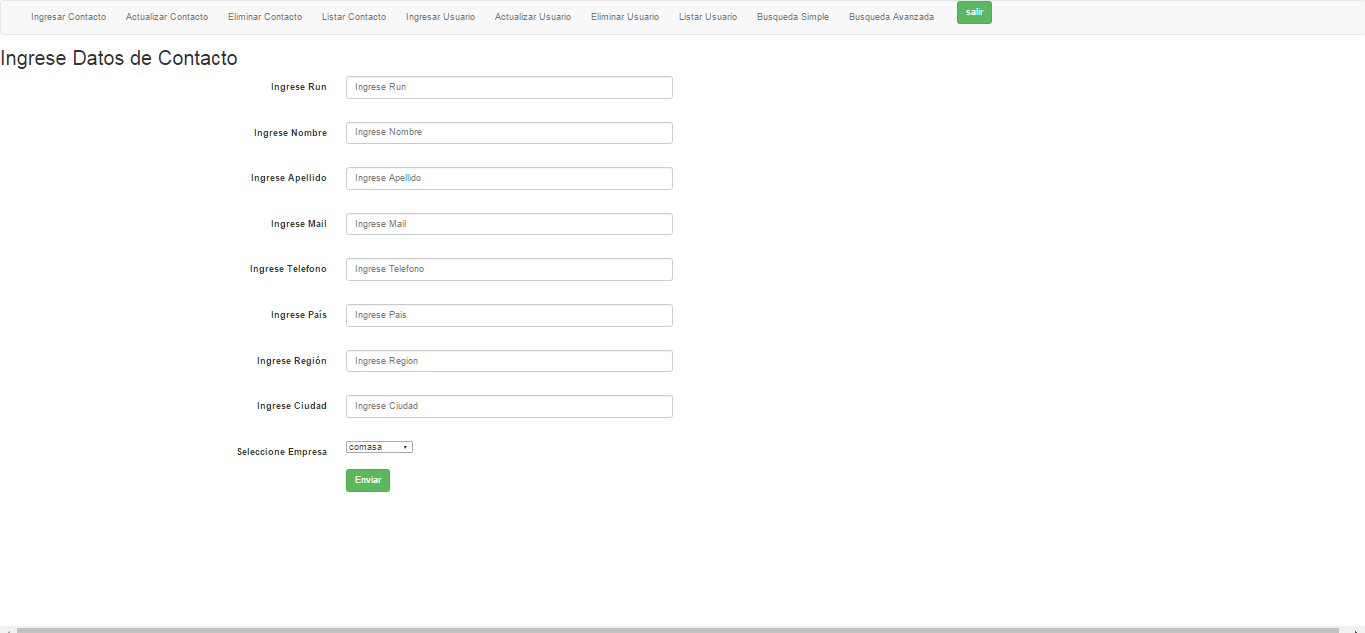 Ingresar Contacto Actualizar Contacto Eliminar Contacto Listar Contacto Ingresar Usuario Actualizar Usuario Eliminar Usuario Listar Usuario Busqueda Simple Busqueda Avanzada salir
Ingrese Datos de Contacto
Ingrese Run Ingrese Run
Ingrese Nombre Ingrese Nombre
Ingrese Apellido Ingrese Apellido
Ingrese Mail Ingrese Mail
Ingrese Telefono Ingrese Telefono
Ingrese País Ingrese Pais
Ingrese Región Ingrese Region
Ingrese Ciudad Ingrese Ciudad
Seleccione Empresa comasa
Enviar